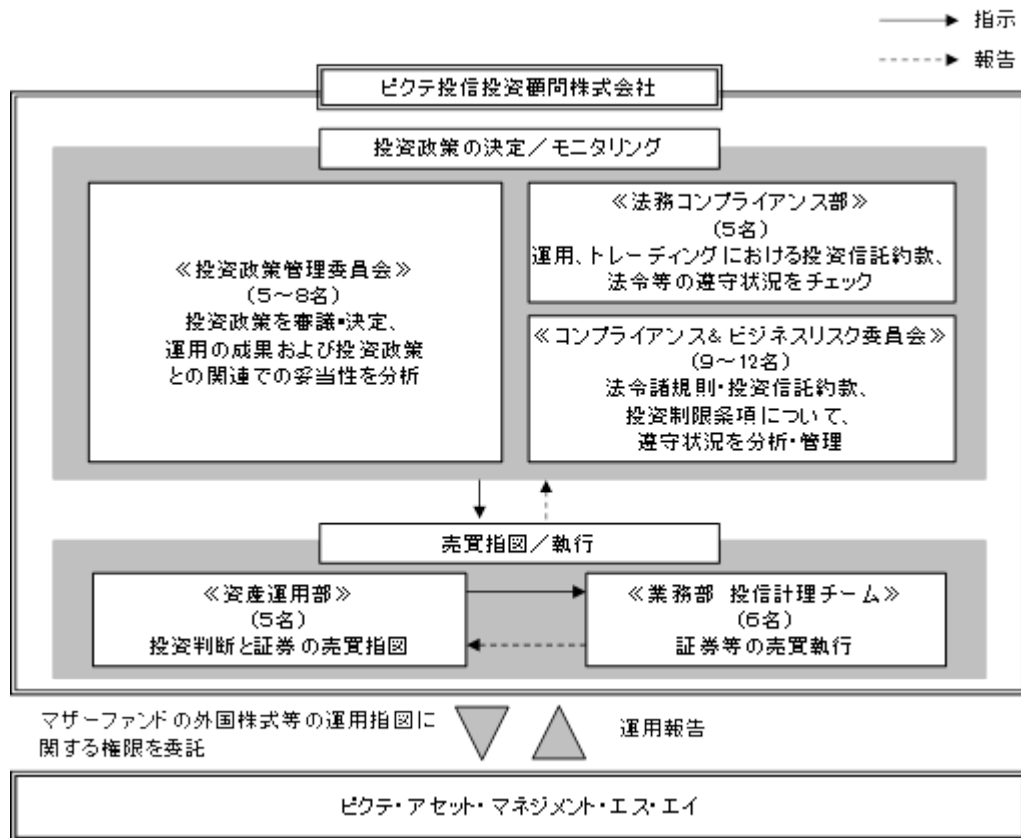 指示
報告
ピクテ投信投資顧問株式会社
投資政策の決定／モニタリング
≪投資政策管理委員会≫
(5～8名)
投資政策を審議・決定、
運用の成果および投資政策
との関連での妥当性を分析
≪法務コンプライアンス部≫
(5名)
運用、トレーディングにおける投資信託約款、
法令等の遵守状況をチェック
≪コンプライアンス&ビジネスリスク委員会≫
(9～12名)
法令諸規則・投資信託約款、
投資制限条項について、
遵守状況を分析・管理
売買指図／執行
≪資産運用部≫
(5名)
投資判断と証券の売買指図
≪業務部 投信計理チーム≫
(6名)
証券等の売買執行
マザーファンドの外国株式等の運用指図に
関する権限を委託
運用報告
ピクテ・アセット・マネジメント・エス・エイ